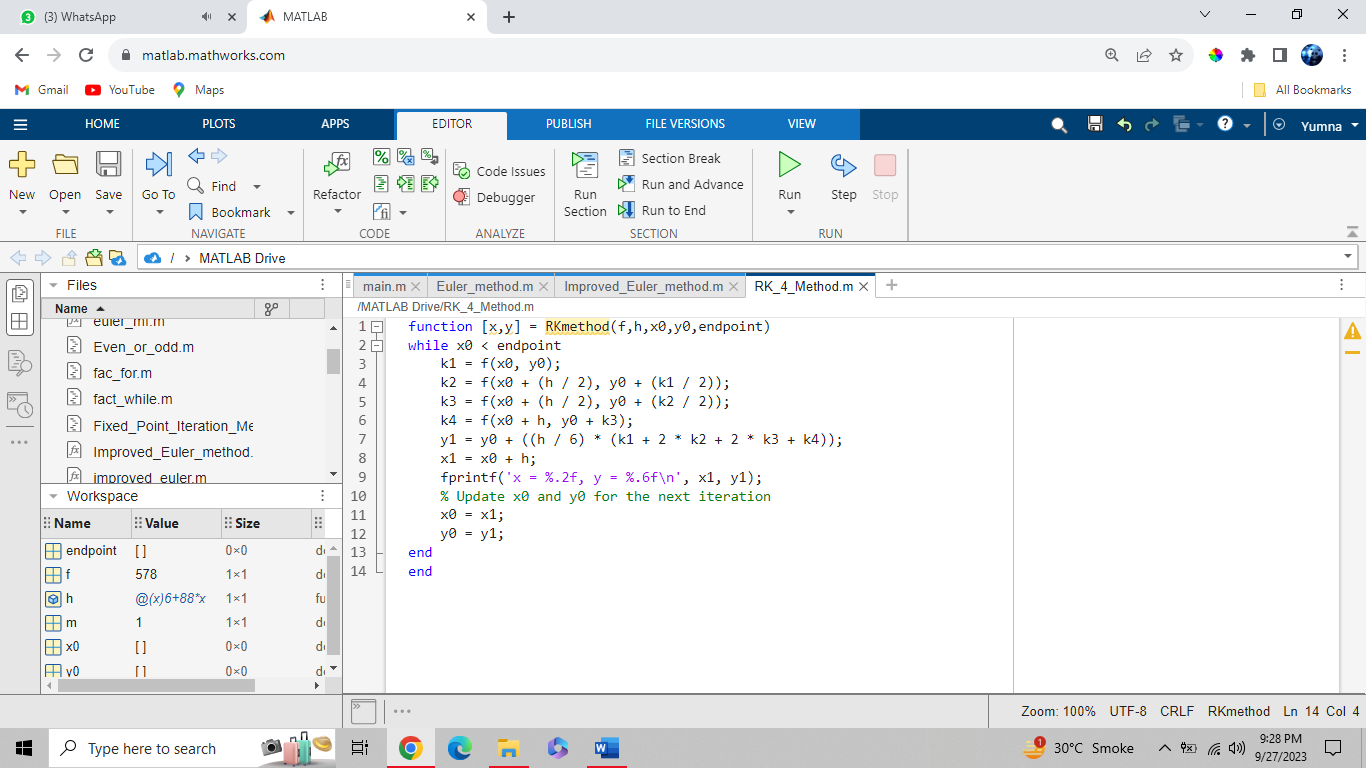 (3) WhatsApp
MATLAB
matlab.mathworks.com
Gmail YouTube Maps All Bookmarks
HOME PLOTS APPS EDITOR PUBLISH FILE VERSIONS VIEW Yumna
New Open Save
FILE
Go To Find Bookmark
NAVIGATE
Refactor
CODE
Code Issues
Debugger
ANALYZE
Run Section
Section Break
Run and Advance
Run to End
SECTION
Run Step Stop
RUN
/ > MATLAB Drive
Files
Name
euler_mf.m
Even_or_odd.m
fac_for.m
fact_while.m
Fixed_Point_Iteration_Me
Improved_Euler_method.
improved_euler.m
Workspace
Name Value Size
endpoint [ ] 0×0 de
f 578 1×1 de
h @(x)6+88*x 1×1 fu
m 1 1×1 de
x0 [ ] 0×0 de
y0 [ ] 0×0 de
main.m Euler_method.m Improved_Euler_method.m RK_4_Method.m
/MATLAB Drive/RK_4_Method.m
1 function [x,y] = RKmethod(f,h,x0,y0,endpoint)
2 while x0 < endpoint
3 k1 = f(x0, y0);
4 k2 = f(x0 + (h / 2), y0 + (k1 / 2));
5 k3 = f(x0 + (h / 2), y0 + (k2 / 2));
6 k4 = f(x0 + h, y0 + k3);
7 y1 = y0 + ((h / 6) * (k1 + 2 * k2 + 2 * k3 + k4));
8 x1 = x0 + h;
9 fprintf('x = %.2f, y = %.6f\n', x1, y1);
10 % Update x0 and y0 for the next iteration
11 x0 = x1;
12 y0 = y1;
13 end
14 end
Zoom: 100% UTF-8 CRLF RKmethod Ln 14 Col 4
Type here to search
1 30°C Smoke
9:28 PM
9/27/2023